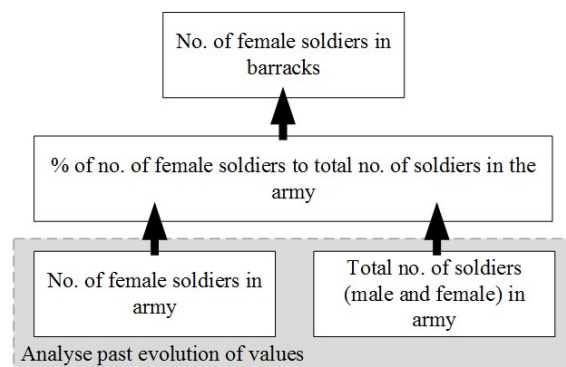 No. of female soldiers in
barracks
% of no. of female soldiers to total no. of soldiers in the
army
No. of female soldiers in
army
Total no. of soldiers
(male and female) in
army
Analyse past evolution of values